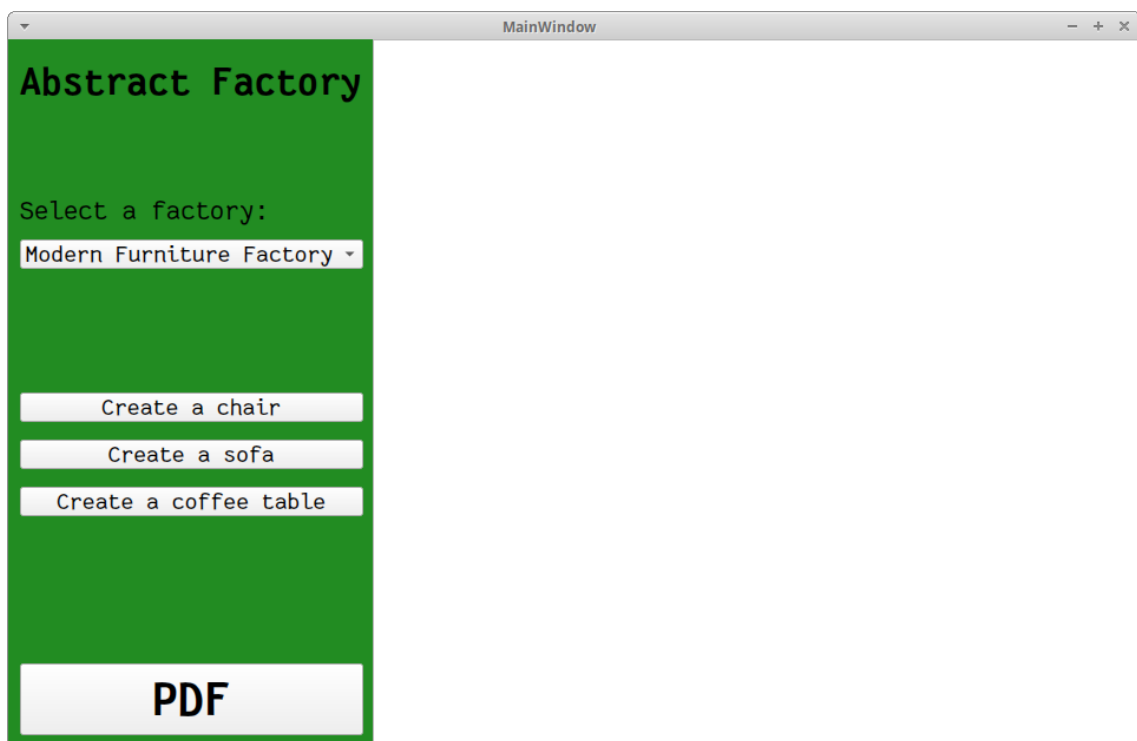 MainWindow
Abstract Factory
Select a factory:
Modern Furniture Factory
Create a chair
Create a sofa
Create a coffee table
PDF